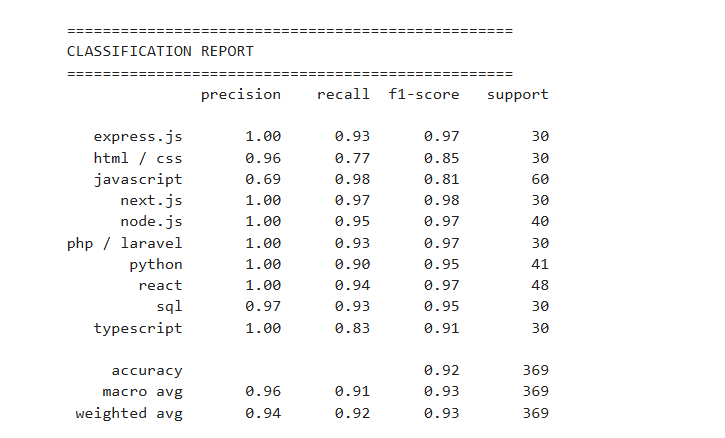 ==================================================
CLASSIFICATION REPORT
==================================================
precision recall f1-score support
express.js 1.00 0.93 0.97 30
html / css 0.96 0.77 0.85 30
javascript 0.69 0.98 0.81 60
next.js 1.00 0.97 0.98 30
node.js 1.00 0.95 0.97 40
php / laravel 1.00 0.93 0.97 30
python 1.00 0.90 0.95 41
react 1.00 0.94 0.97 48
sql 0.97 0.93 0.95 30
typescript 1.00 0.83 0.91 30
accuracy 0.92 369
macro avg 0.96 0.91 0.93 369
weighted avg 0.94 0.92 0.93 369